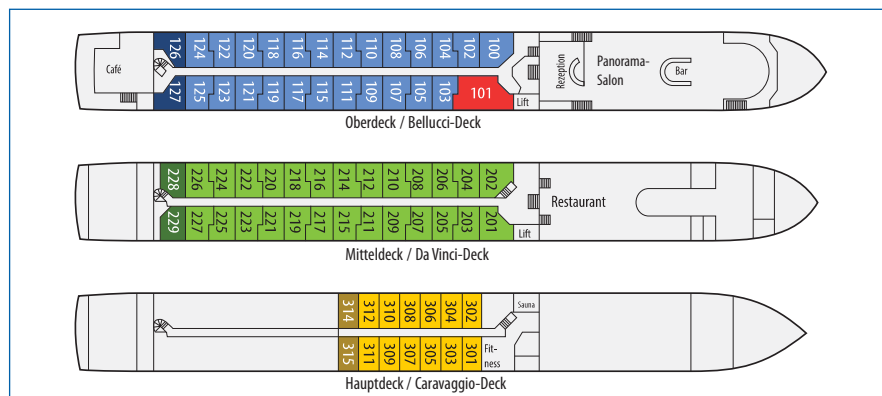 126 124 122 120 118 116 114 112 110 108 106 104 102 100
Café
Rezeption
Panorama-
Salon
Bar
127 125 123 121 119 117 115 111 109 107 105 103 101
Lift
Oberdeck / Bellucci-Deck
228 226 224 222 220 218 216 214 212 210 208 206 204 202
Restaurant
229 227 225 223 221 219 217 215 211 209 207 205 203 201
Lift
Mitteldeck / Da Vinci-Deck
314 312 310 308 306 304 302
Sauna
315 311 309 307 305 303 301
Fit-
ness
Hauptdeck / Caravaggio-Deck